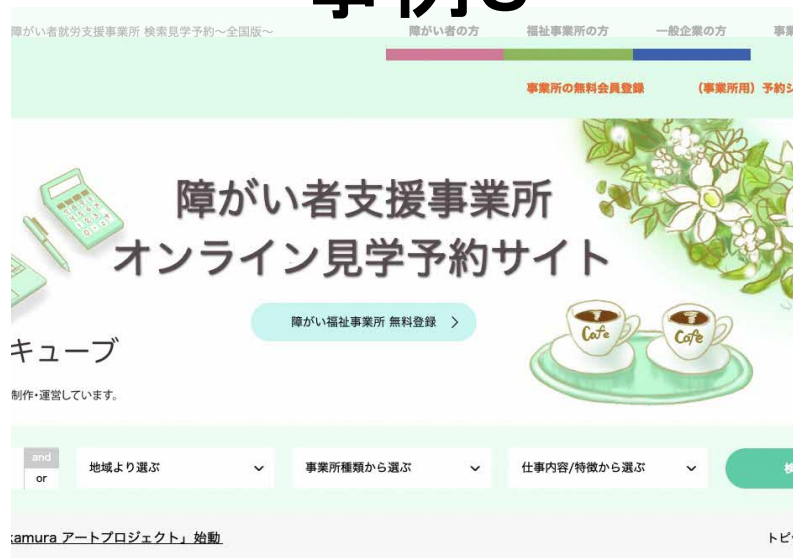 障がい者就労支援事業所 検索見学予約〜全国版〜
障がい者の方
福祉事業所の方
一般企業の方
事業所の無料会員登録
(事業所用) 予約シ
障がい者支援事業所
オンライン見学予約サイト
障がい福祉事業所 無料登録
キューブ
制作・運営しています。
Cafe
Cafe
and
or
地域より選ぶ
事業所種類から選ぶ
仕事内容/特徴から選ぶ
amura アートプロジェクト」始動